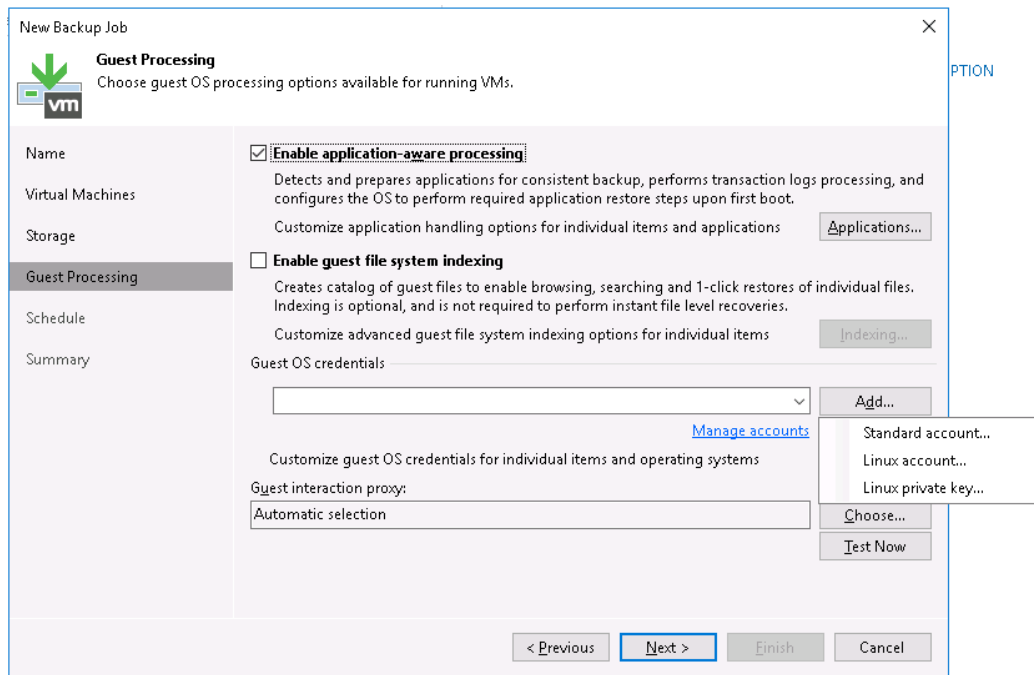 New Backup Job
Guest Processing
Choose guest OS processing options available for running VMs.
vm
PTION
Name
Virtual Machines
Storage
Guest Processing
Schedule
Summary
Enable application-aware processing
Detects and prepares applications for consistent backup, performs transaction logs processing, and
configures the OS to perform required application restore steps upon first boot.
Customize application handling options for individual items and applications
Applications...
Enable guest file system indexing
Creates catalog of guest files to enable browsing, searching and 1-click restores of individual files.
Indexing is optional, and is not required to perform instant file level recoveries.
Customize advanced guest file system indexing options for individual items
Indexing...
Guest OS credentials
Add...
Manage accounts
Standard account...
Linux account...
Linux private key...
Customize guest OS credentials for individual items and operating systems
Guest interaction proxy:
Automatic selection
Choose...
Test Now
< Previous
Next >
Finish
Cancel